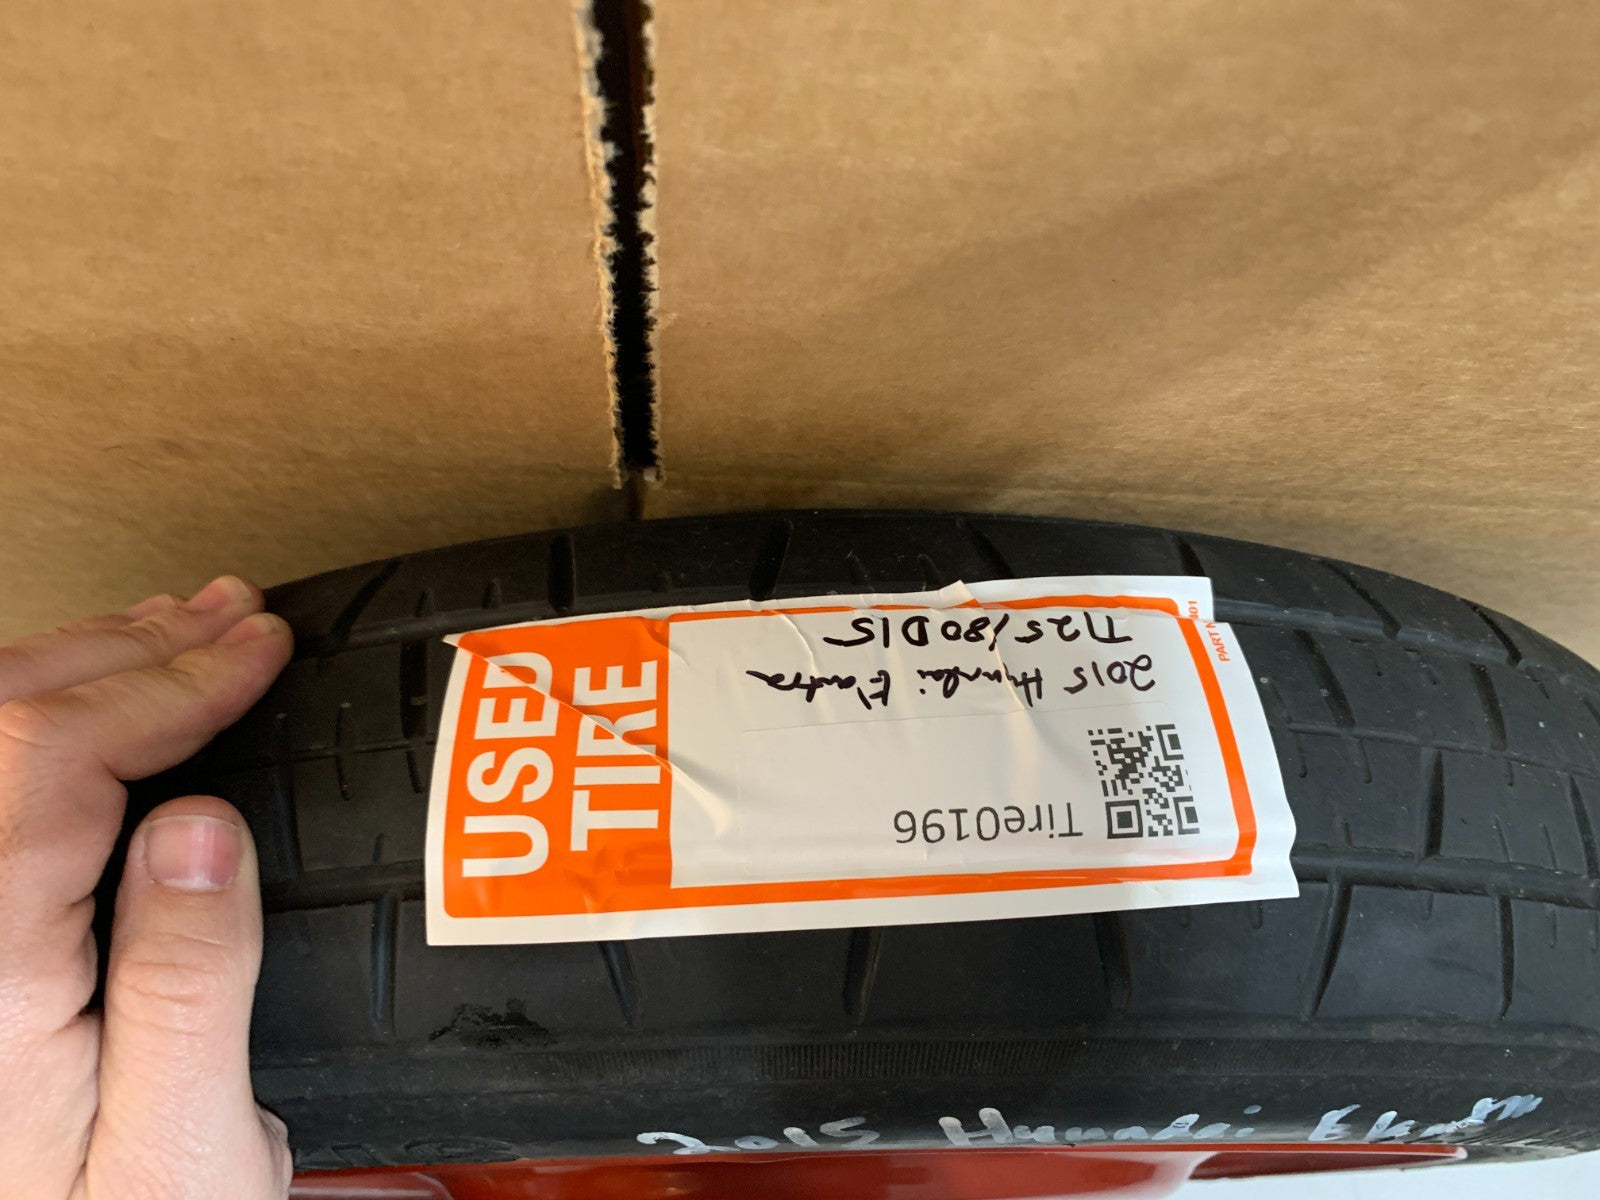 USED
TIRE
T125/80D15
2015 Hyundai Elantra
Tire0196
2015 Hyundai Elantra